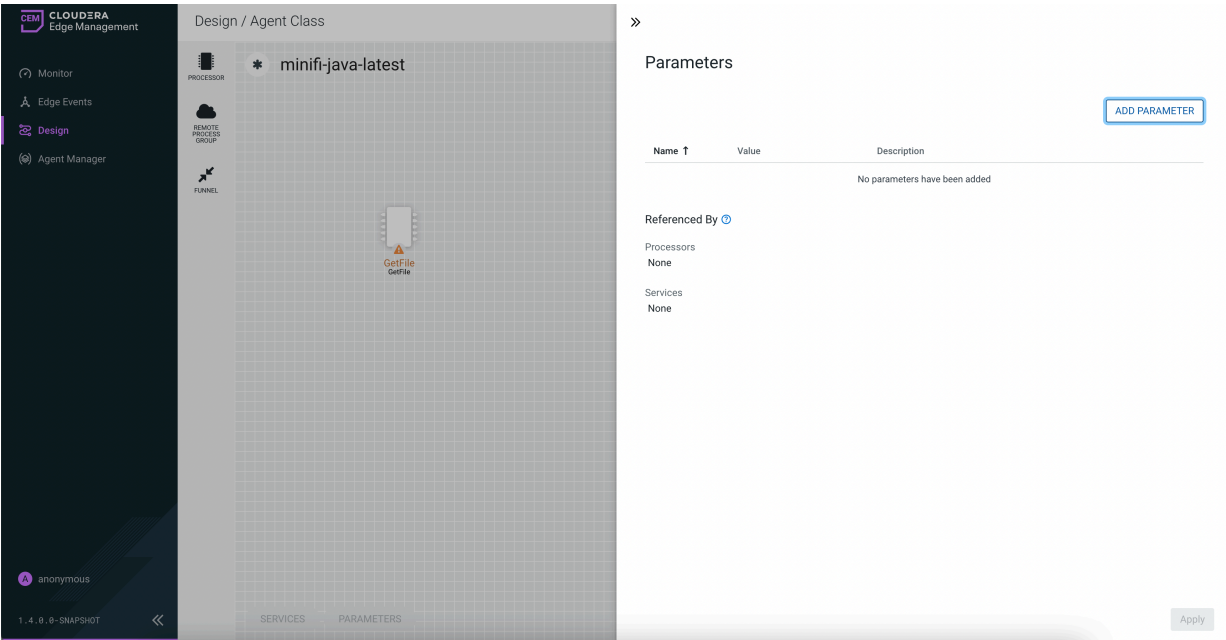 CEM
CLOUDERA
Edge Management
Monitor
Edge Events
Design
Agent Manager
A anonymous
1.4.0.0-SNAPSHOT
Design / Agent Class
PROCESSOR
REMOTE
PROCESS
GROUP
FUNNEL
minifi-java-latest
GetFile
GetFile
SERVICES PARAMETERS
Parameters
ADD PARAMETER
Name ↑ Value Description
No parameters have been added
Referenced By ?
Processors
None
Services
None
Apply